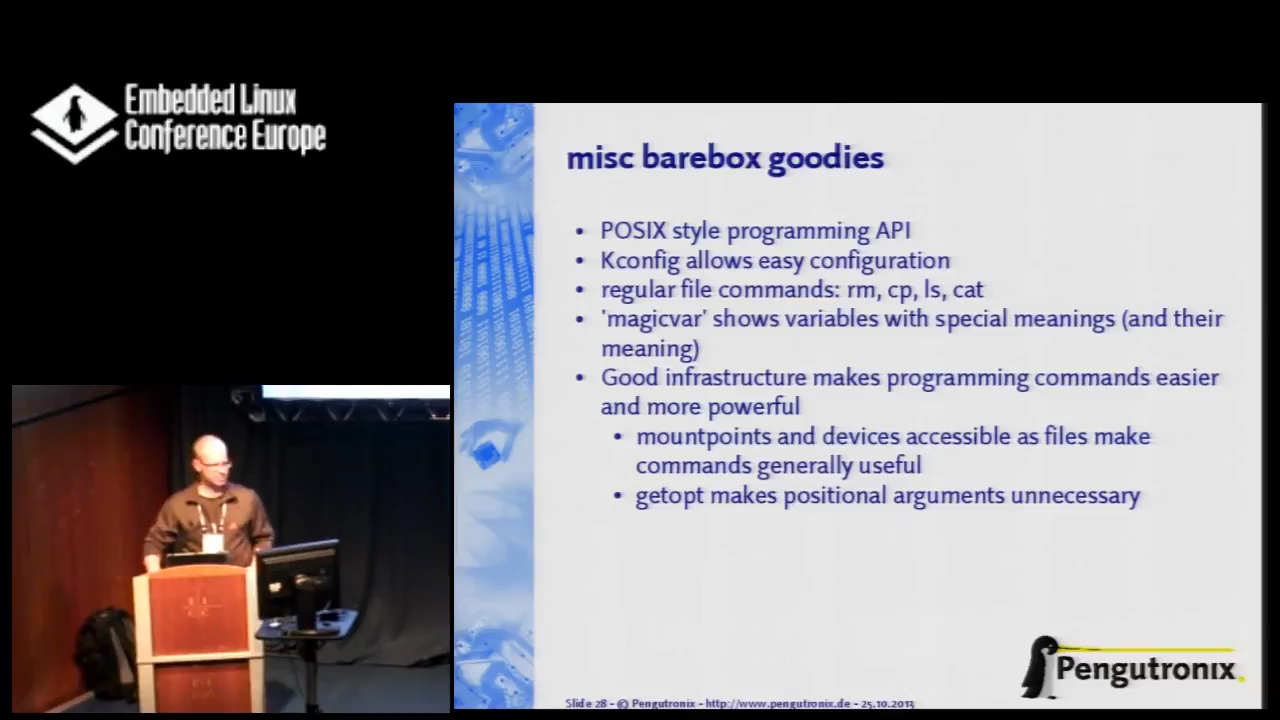 Embedded Linux
Conference Europe
misc barebox goodies
• POSIX style programming API
• Kconfig allows easy configuration
• regular file commands: rm, cp, ls, cat
• 'magicvar' shows variables with special meanings (and their
meaning)
• Good infrastructure makes programming commands easier
and more powerful
• mountpoints and devices accessible as files make
commands generally useful
• getopt makes positional arguments unnecessary
Pengutronix
Slide 28 - © Pengutronix - http://www.pengutronix.de - 25.10.2013